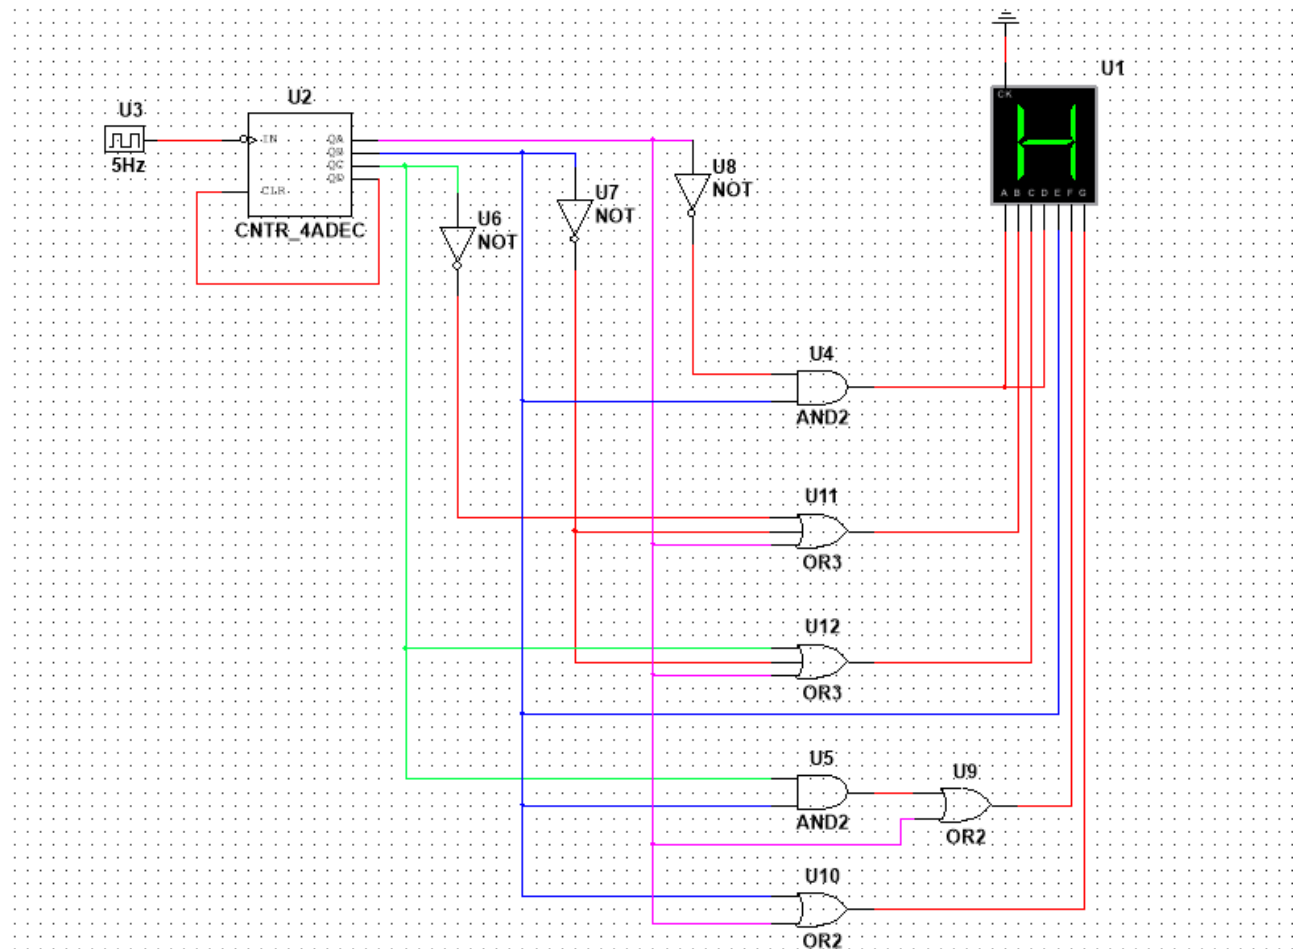 U1
CK
U2
U3
IN
QA
QB
QC
QD
5Hz
CLR
CNTR_4ADEC
U8
NOT
U7
NOT
U6
NOT
A B C D E F G
U4
AND2
U11
OR3
U12
OR3
U5
AND2
U9
OR2
U10
OR2